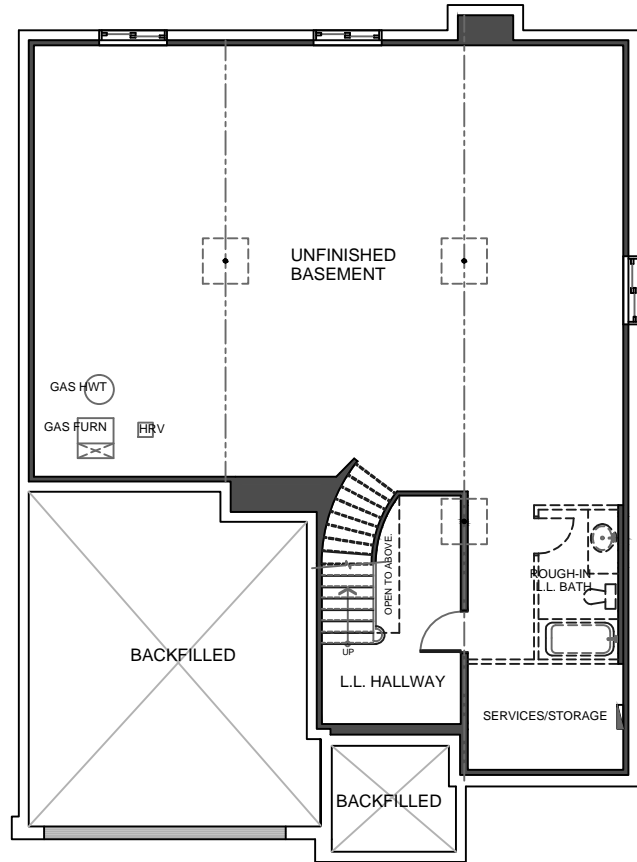 UNFINISHED
BASEMENT
GAS HWT
GAS FURN
HRV
OPEN TO ABOVE.
ROUGH-IN
L.L. BATH
UP
BACKFILLED
L.L. HALLWAY
SERVICES/STORAGE
BACKFILLED